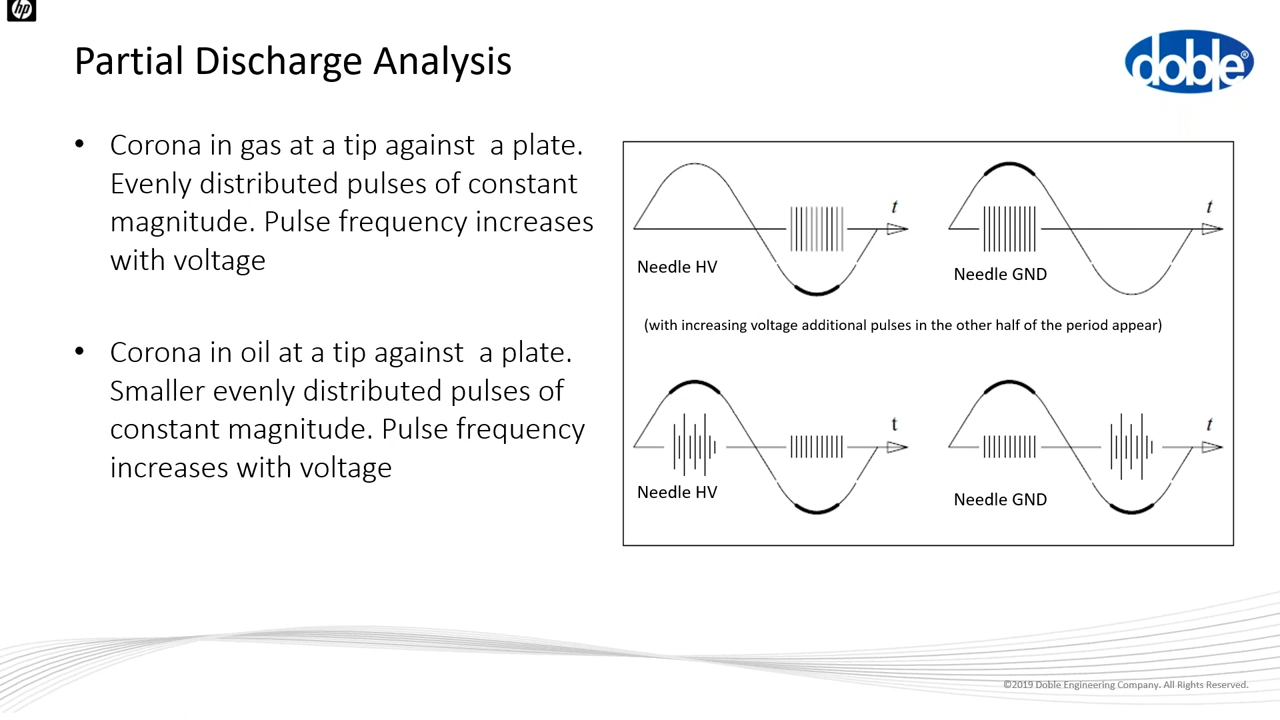 hp
Partial Discharge Analysis
doble®
• Corona in gas at a tip against a plate.
Evenly distributed pulses of constant
magnitude. Pulse frequency increases
with voltage
• Corona in oil at a tip against a plate.
Smaller evenly distributed pulses of
constant magnitude. Pulse frequency
increases with voltage
t
t
Needle HV
Needle GND
(with increasing voltage additional pulses in the other half of the period appear)
t
t
Needle HV
Needle GND
©2019 Doble Engineering Company. All Rights Reserved.